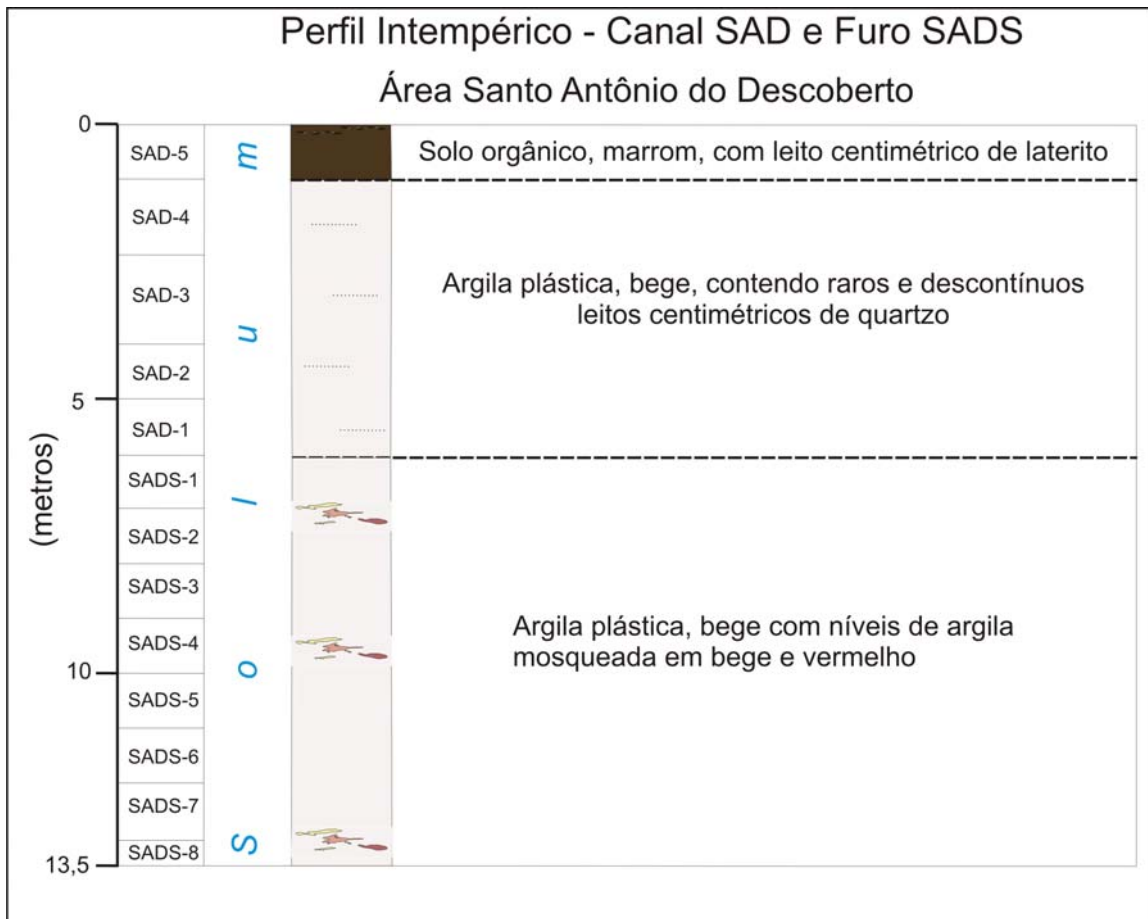 Perfil Intempérico - Canal SAD e Furo SADS
Área Santo Antônio do Descoberto
0
5
10
13,5
(metros)
SAD-5
SAD-4
SAD-3
SAD-2
SAD-1
SADS-1
SADS-2
SADS-3
SADS-4
SADS-5
SADS-6
SADS-7
SADS-8
S o l u m
Solo orgânico, marrom, com leito centimétrico de laterito
Argila plástica, bege, contendo raros e descontínuos
leitos centimétricos de quartzo
Argila plástica, bege com níveis de argila
mosqueada em bege e vermelho